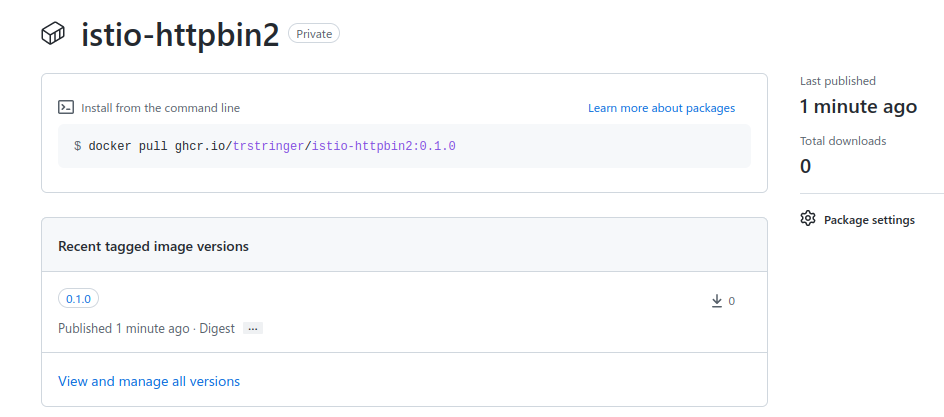 istio-httpbin2 Private
Install from the command line
Learn more about packages
$ docker pull ghcr.io/trstringer/istio-httpbin2:0.1.0
Recent tagged image versions
0.1.0
0
Published 1 minute ago · Digest ...
View and manage all versions
Last published
1 minute ago
Total downloads
0
Package settings